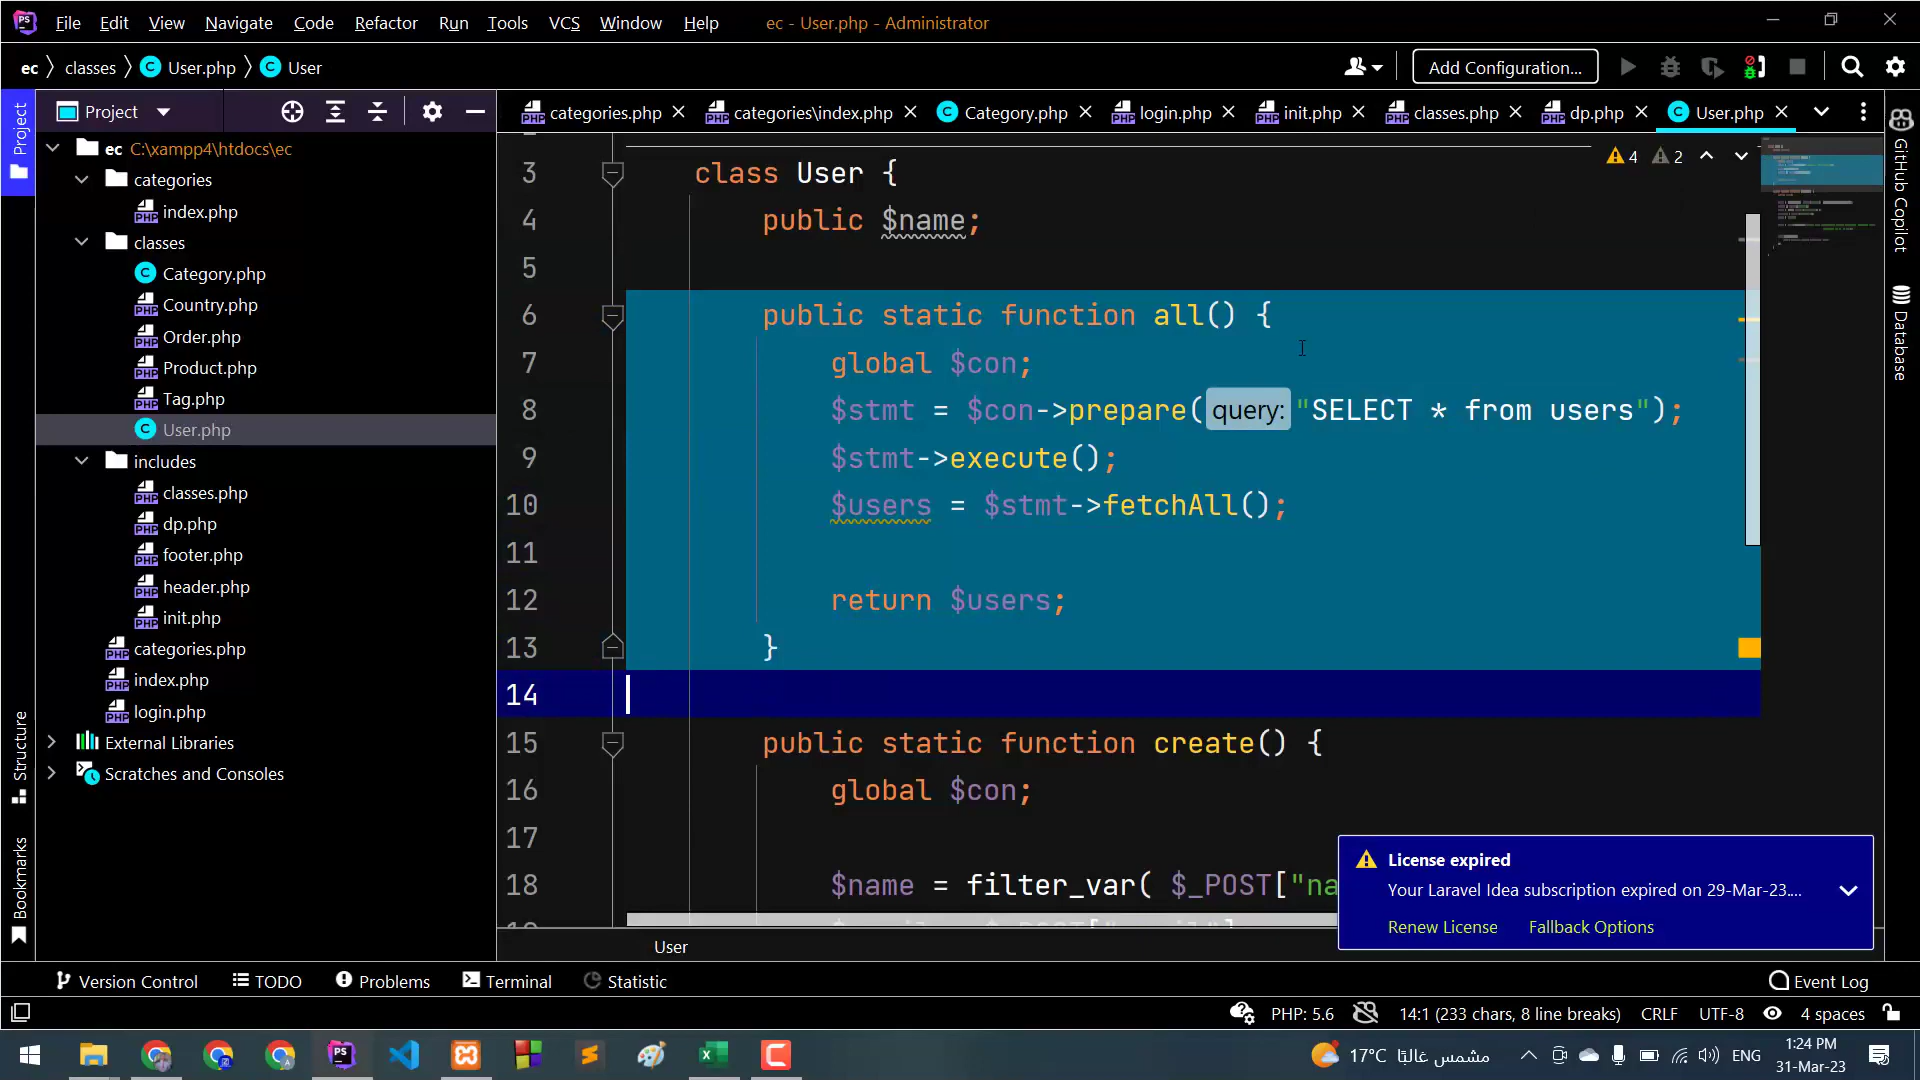 File Edit View Navigate Code Refactor Run Tools VCS Window Help ec - User.php - Administrator
ec classes User.php User
Add Configuration...
Project
categories.php categories\index.php Category.php login.php init.php classes.php dp.php User.php
Project
ec C:\xampp4\htdocs\ec
categories
index.php
classes
Category.php
Country.php
Order.php
Product.php
Tag.php
User.php
includes
classes.php
dp.php
footer.php
header.php
init.php
categories.php
index.php
login.php
External Libraries
Scratches and Consoles
Structure
Bookmarks
4 2
3 class User {
4 public $name;
5
6 public static function all() {
7 global $con;
8 $stmt = $con->prepare( query: "SELECT * from users");
9 $stmt->execute();
10 $users = $stmt->fetchAll();
11
12 return $users;
13 }
14
15 public static function create() {
16 global $con;
17
18 $name = filter_var( $_POST["na
User
GitHub Copilot
Database
License expired
Your Laravel Idea subscription expired on 29-Mar-23....
Renew License Fallback Options
Version Control TODO Problems Terminal Statistic Event Log
PHP: 5.6 14:1 (233 chars, 8 line breaks) CRLF UTF-8 4 spaces
17°C مشمس غالبًا ENG 1:24 PM
31-Mar-23